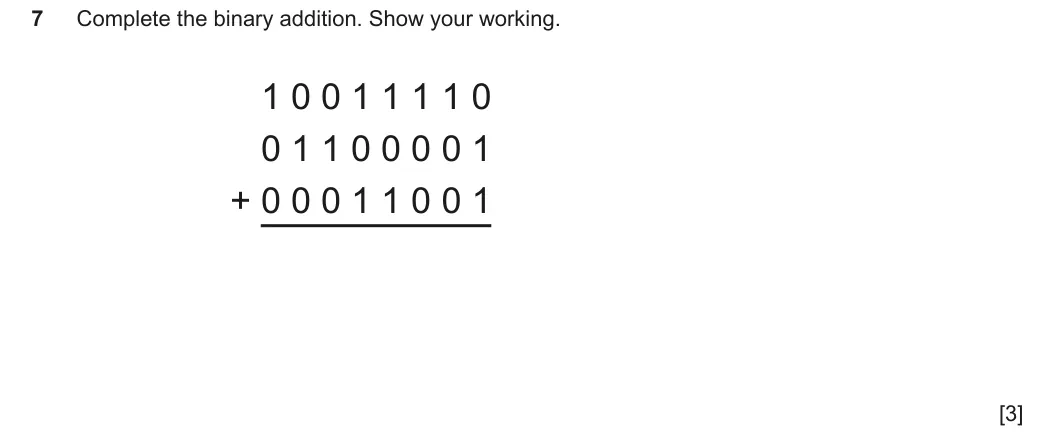 7 Complete the binary addition. Show your working.
1 0 0 1 1 1 1 0
0 1 1 0 0 0 0 1
+ 0 0 0 1 1 0 0 1
[3]